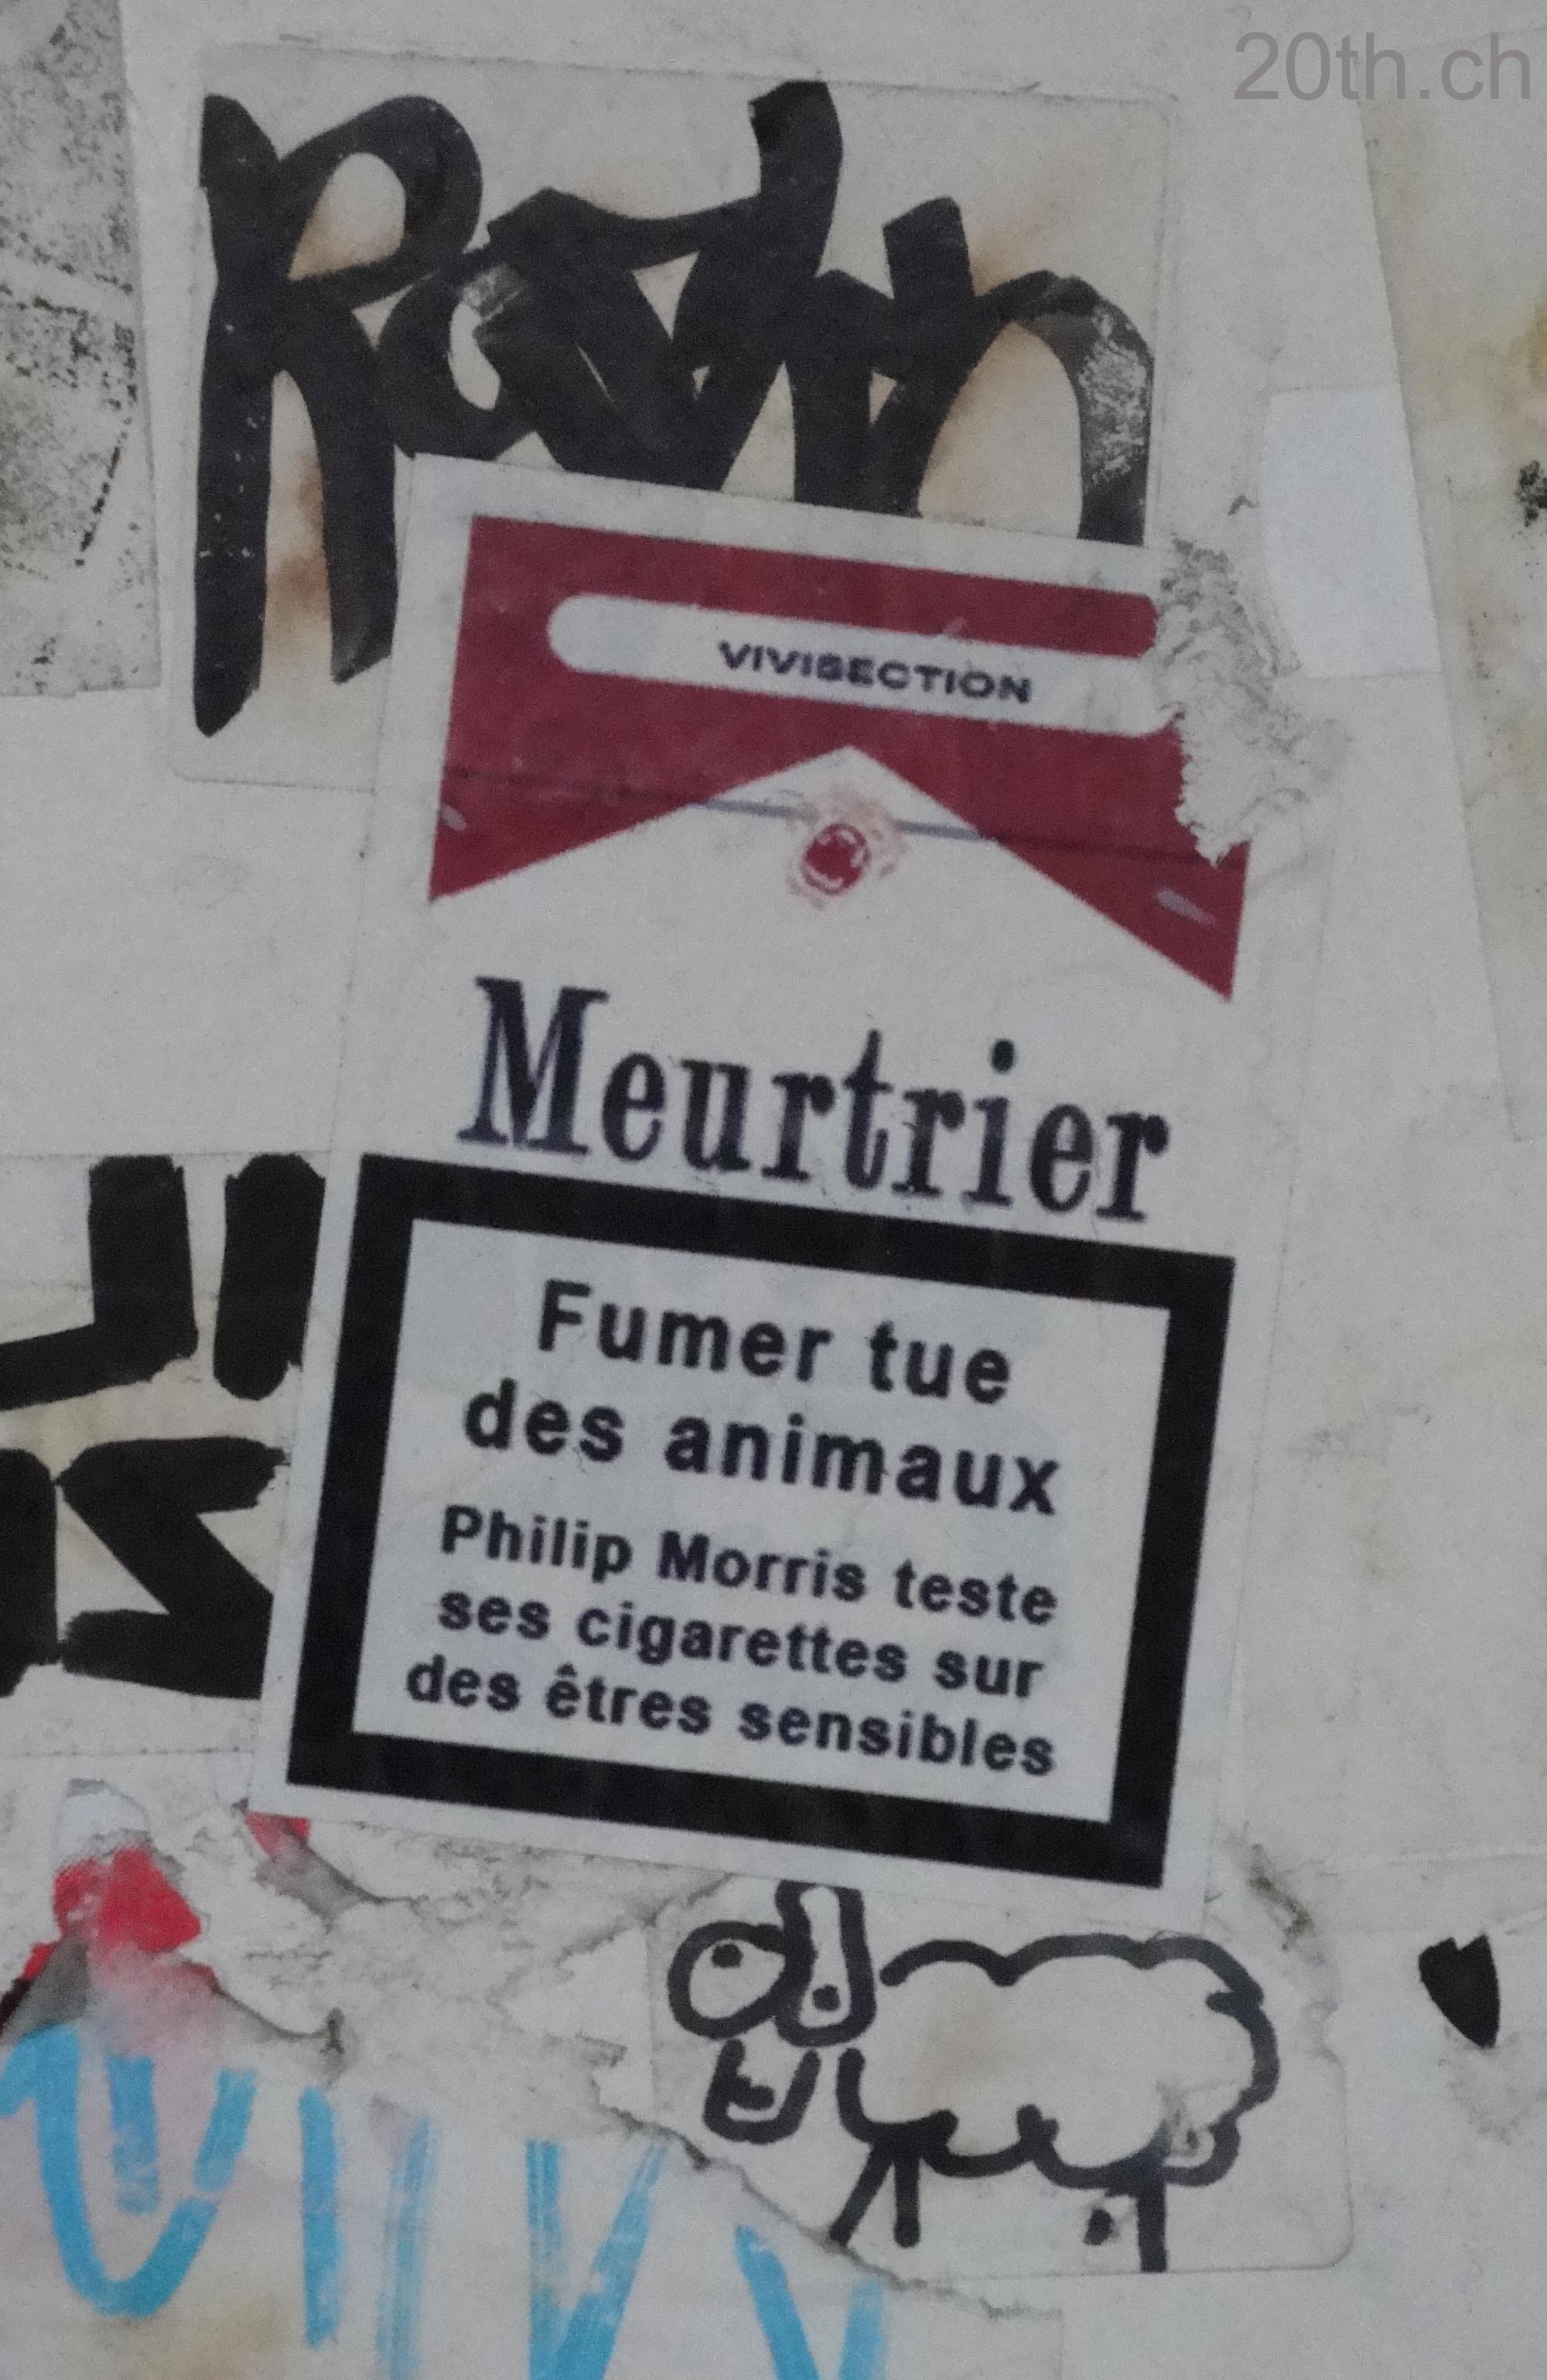 20th.ch
VIVISECTION
Meurtrier
Fumer tue
des animaux
Philip Morris teste
ses cigarettes sur
des êtres sensibles